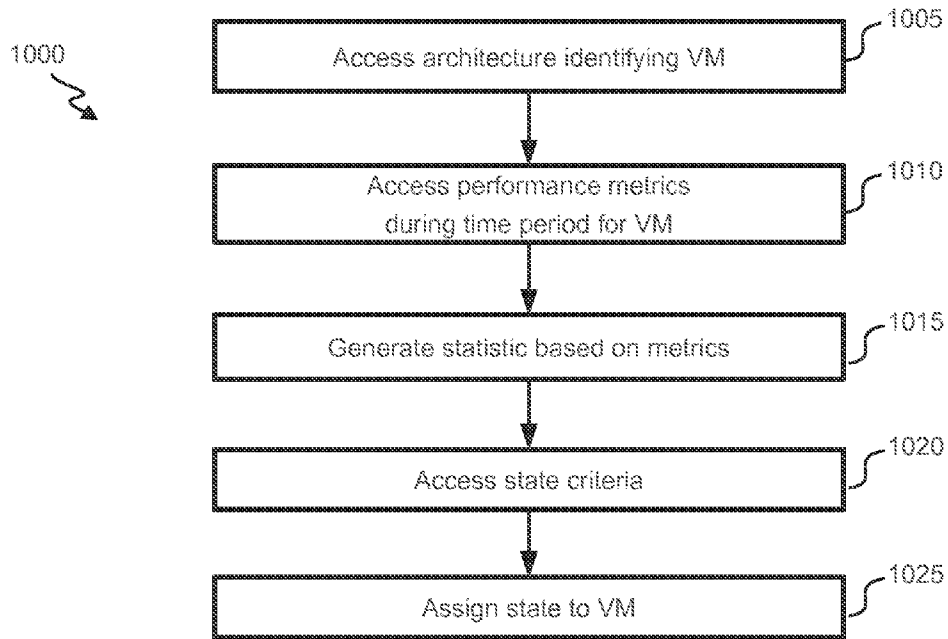 1005
1000
Access architecture identifying VM
1010
Access performance metrics
during time period for VM
1015
Generate statistic based on metrics
1020
Access state criteria
1025
Assign state to VM